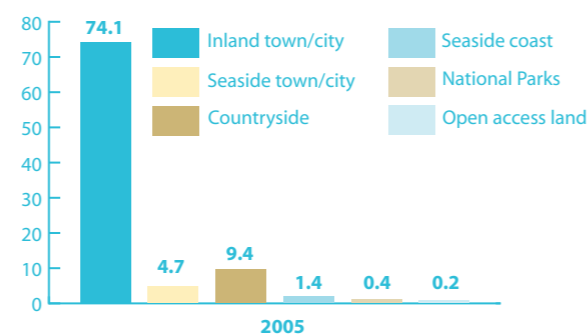 80
70
60
50
40
30
20
10
0
74.1
4.7
9.4
1.4
0.4
0.2
Inland town/city
Seaside town/city
Countryside
Seaside coast
National Parks
Open access land
2005